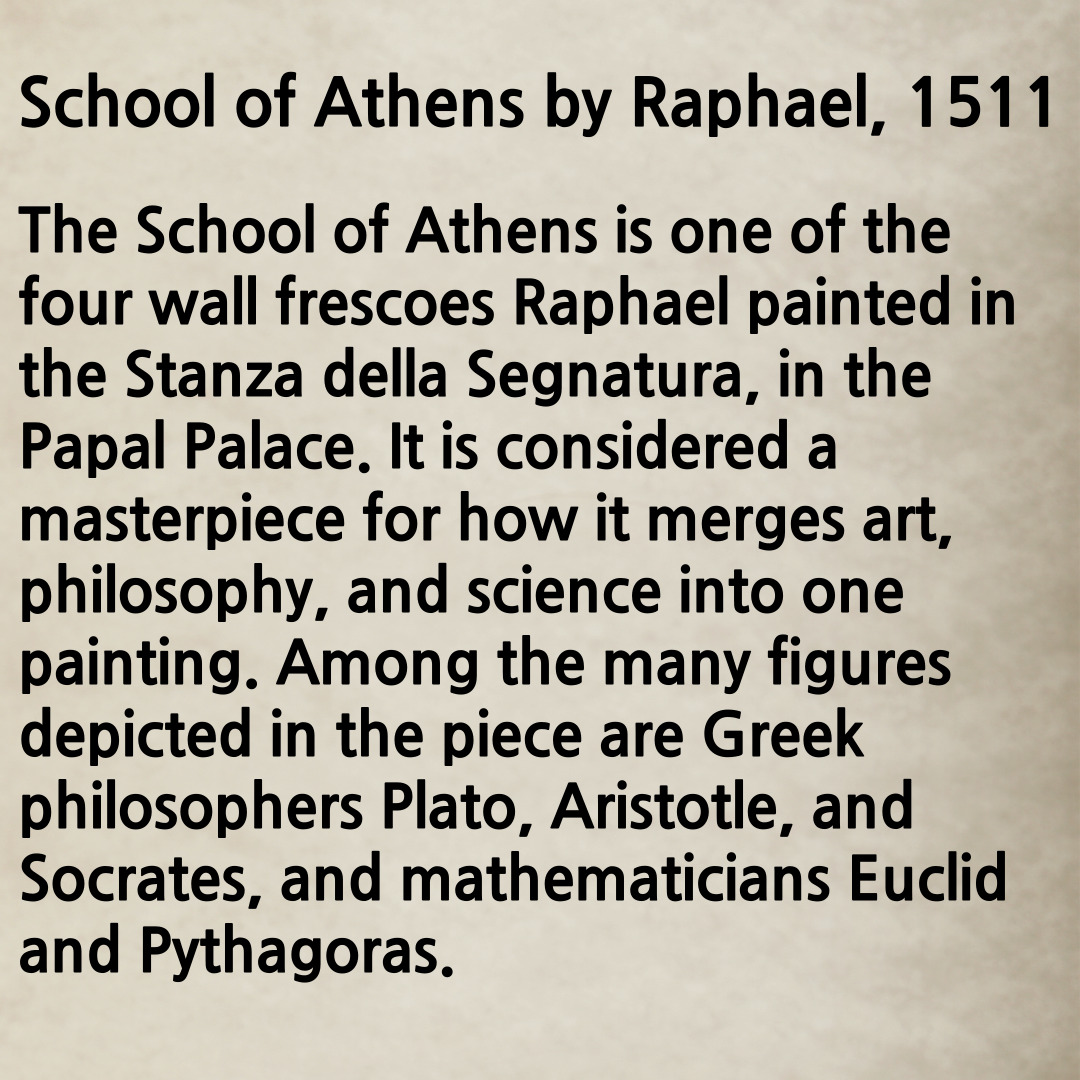 School of Athens by Raphael, 1511
The School of Athens is one of the
four wall frescoes Raphael painted in
the Stanza della Segnatura, in the
Papal Palace. It is considered a
masterpiece for how it merges art,
philosophy, and science into one
painting. Among the many figures
depicted in the piece are Greek
philosophers Plato, Aristotle, and
Socrates, and mathematicians Euclid
and Pythagoras.